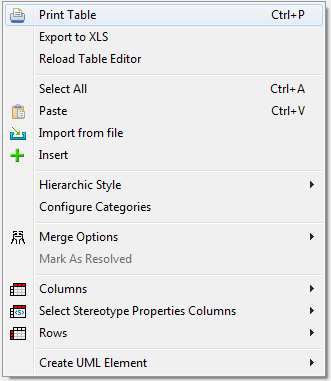 Print Table Ctrl+P
Export to XLS
Reload Table Editor
Select All Ctrl+A
Paste Ctrl+V
Import from file
Insert
Hierarchic Style
Configure Categories
Merge Options
Mark As Resolved
Columns
Select Stereotype Properties Columns
Rows
Create UML Element